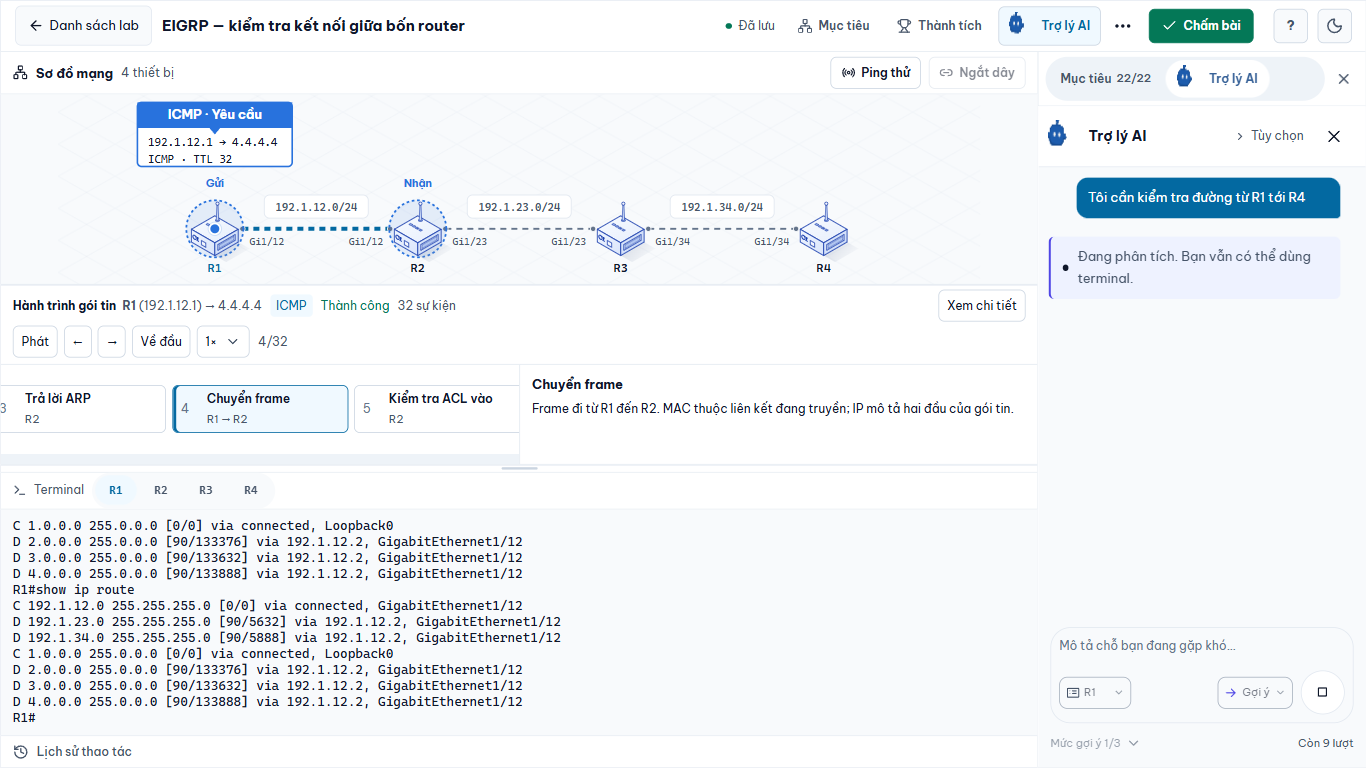 Danh sách lab
EIGRP — kiểm tra kết nối giữa bốn router
Đã lưu
Mục tiêu
Thành tích
Trợ lý AI
Chấm bài
?
Sơ đồ mạng 4 thiết bị
Ping thử
Ngắt dây
ICMP · Yêu cầu
192.1.12.1 → 4.4.4.4
ICMP · TTL 32
Gửi
Nhận
192.1.12.0/24
192.1.23.0/24
192.1.34.0/24
Gi1/12
Gi1/12
Gi1/23
Gi1/23
Gi1/34
Gi1/34
R1
R2
R3
R4
Hành trình gói tin R1 (192.1.12.1) → 4.4.4.4 ICMP Thành công 32 sự kiện
Xem chi tiết
Phát
←
→
Về đầu
1×
4/32
3 Trả lời ARP
R2
4 Chuyển frame
R1 → R2
5 Kiểm tra ACL vào
R2
Chuyển frame
Frame đi từ R1 đến R2. MAC thuộc liên kết đang truyền; IP mô tả hai đầu của gói tin.
Terminal R1 R2 R3 R4
C 1.0.0.0 255.0.0.0 [0/0] via connected, Loopback0
D 2.0.0.0 255.0.0.0 [90/133376] via 192.1.12.2, GigabitEthernet1/12
D 3.0.0.0 255.0.0.0 [90/133632] via 192.1.12.2, GigabitEthernet1/12
D 4.0.0.0 255.0.0.0 [90/133888] via 192.1.12.2, GigabitEthernet1/12
R1#show ip route
C 192.1.12.0 255.255.255.0 [0/0] via connected, GigabitEthernet1/12
D 192.1.23.0 255.255.255.0 [90/5632] via 192.1.12.2, GigabitEthernet1/12
D 192.1.34.0 255.255.255.0 [90/5888] via 192.1.12.2, GigabitEthernet1/12
C 1.0.0.0 255.0.0.0 [0/0] via connected, Loopback0
D 2.0.0.0 255.0.0.0 [90/133376] via 192.1.12.2, GigabitEthernet1/12
D 3.0.0.0 255.0.0.0 [90/133632] via 192.1.12.2, GigabitEthernet1/12
D 4.0.0.0 255.0.0.0 [90/133888] via 192.1.12.2, GigabitEthernet1/12
R1#
Lịch sử thao tác
Mục tiêu 22/22
Trợ lý AI
Trợ lý AI
Tùy chọn
Tôi cần kiểm tra đường từ R1 tới R4
Đang phân tích. Bạn vẫn có thể dùng
terminal.
Mô tả chỗ bạn đang gặp khó...
R1
Gợi ý
Mức gợi ý 1/3
Còn 9 lượt